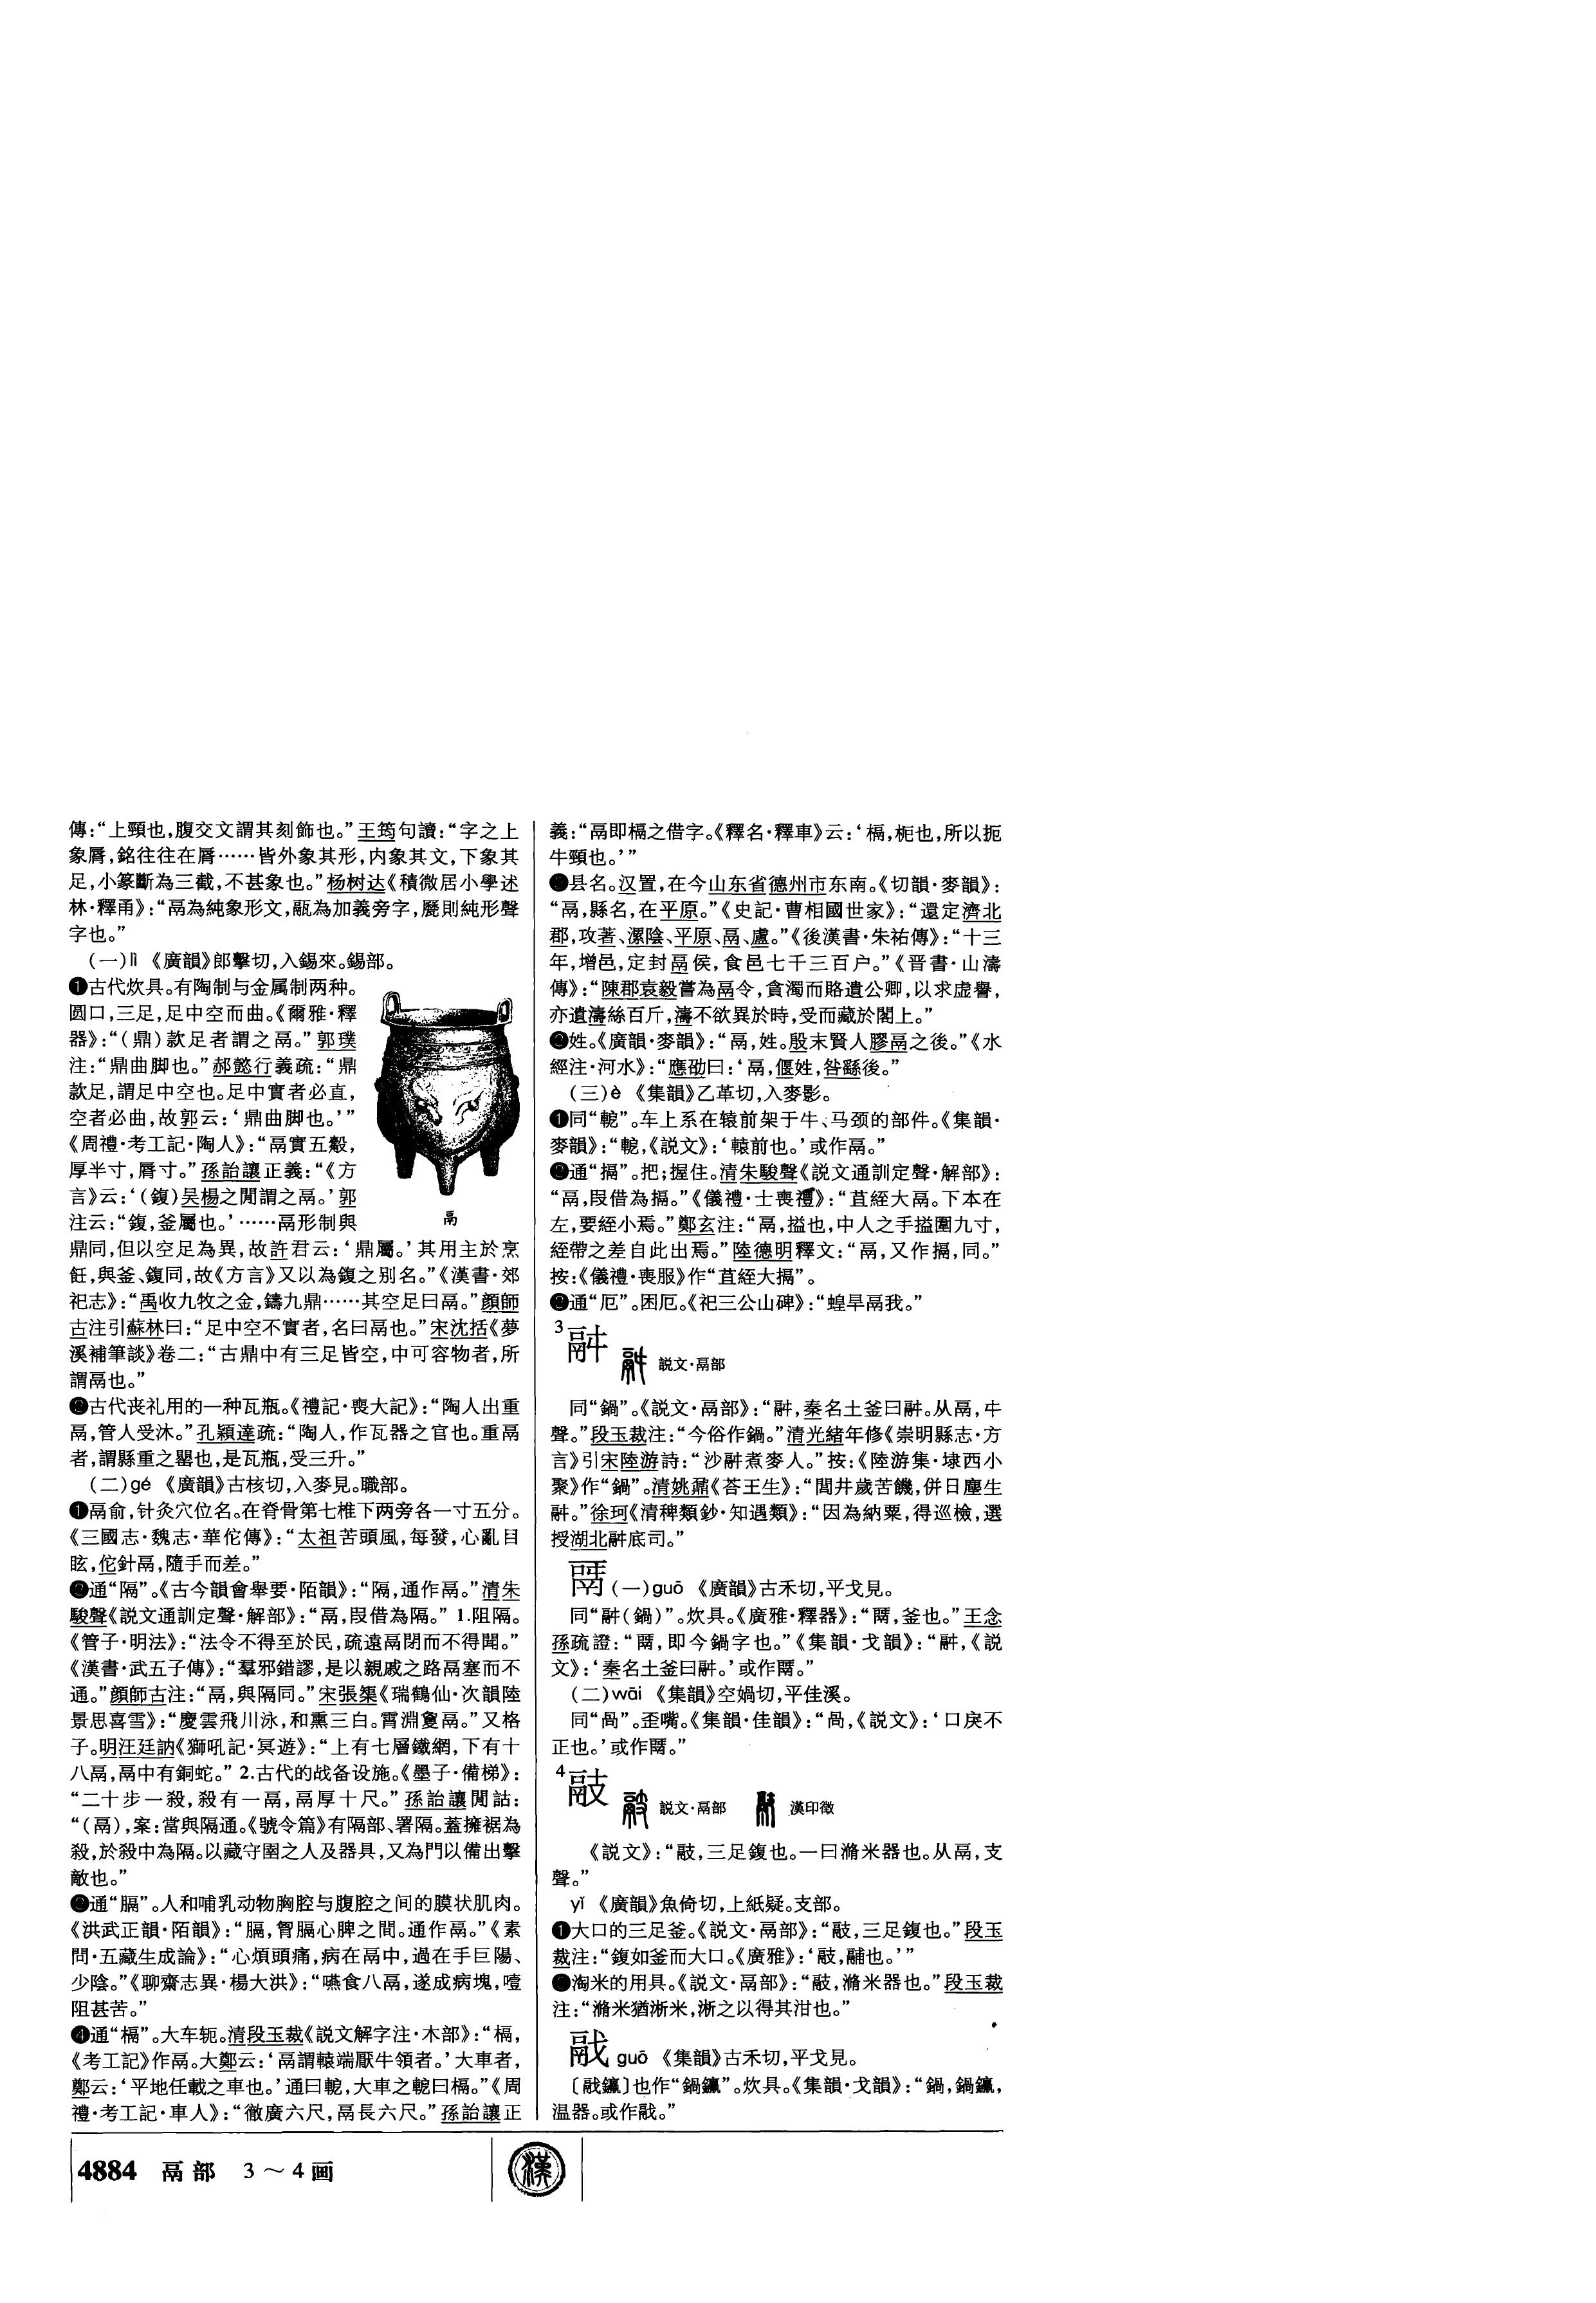 傳：“上頸也，腹交文謂其刻飾也。”王筠句讀：“字之上
象脣，銘往往在脣……皆外象其形，内象其文，下象其
足，小篆斷為三截，不甚象也。”杨树达《積微居小學述
林·釋甬》：“鬲為純象形文，㼣為加義旁字，䰛則純形聲
字也。”
（一）lì 《廣韻》郎擊切，入錫來。錫部。
❶古代炊具。有陶制与金属制两种。
圆口，三足，足中空而曲。《爾雅·釋
器》：“（鼎）款足者謂之鬲。”郭璞
注：“鼎曲脚也。”郝懿行義疏：“鼎
款足，謂足中空也。足中實者必直，
空者必曲，故郭云：‘鼎曲脚也。’”
《周禮·考工記·陶人》：“鬲實五觳，
厚半寸，脣寸。”孫詒讓正義：“《方
言》云：‘（鍑）吴楊之閒謂之鬲。’郭
注云：“鍑，釜屬也。’……鬲形制與
鬲
鼎同，但以空足為異，故許君云：‘鼎屬。’其用主於烹
飪，與釜、鍑同，故《方言》又以為鍑之别名。”《漢書·郊
祀志》：“禹收九牧之金，鑄九鼎……其空足曰鬲。”顔師
古注引蘇林曰：“足中空不實者，名曰鬲也。”宋沈括《夢
溪補筆談》卷二：“古鼎中有三足皆空，中可容物者，所
謂鬲也。”
❷古代丧礼用的一种瓦瓶。《禮記·喪大記》：“陶人出重
鬲，管人受沐。”孔穎達疏：“陶人，作瓦器之官也。重鬲
者，謂縣重之罌也，是瓦瓶，受三升。”
（二）gé 《廣韻》古核切，入麥見。職部。
❶鬲俞，针灸穴位名。在脊骨第七椎下两旁各一寸五分。
《三國志·魏志·華佗傳》：“太祖苦頭風，每發，心亂目
眩，佗針鬲，隨手而差。”
❷通“隔”。《古今韻會舉要·陌韻》：“隔，通作鬲。”清朱
駿聲《説文通訓定聲·解部》：“鬲，叚借為隔。” 1.阻隔。
《管子·明法》：“法令不得至於民，疏遠鬲閉而不得聞。”
《漢書·武五子傳》：“羣邪錯謬，是以親戚之路鬲塞而不
通。”顔師古注：“鬲，與隔同。”宋張榘《瑞鶴仙·次韻陸
景思喜雪》：“慶雲飛川泳，和熏三白。霄淵敻鬲。”又格
子。明汪廷訥《獅吼記·冥遊》：“上有七層鐵網，下有十
八鬲，鬲中有銅蛇。” 2.古代的战备设施。《墨子·備梯》：
“二十步一殺，殺有一鬲，鬲厚十尺。”孫詒讓閒詁：
“（鬲），案：當與隔通。《號令篇》有隔部、署隔。蓋擁裾為
殺，於殺中為隔。以藏守圉之人及器具，又為門以備出擊
敵也。”
❸通“膈”。人和哺乳动物胸腔与腹腔之间的膜状肌肉。
《洪武正韻·陌韻》：“膈，胷膈心脾之間。通作鬲。”《素
問·五藏生成論》：“心煩頭痛，病在鬲中，過在手巨陽、
少陰。”《聊齋志異·楊大洪》：“嚥食八鬲，遂成病塊，噎
阻甚苦。”
❹通“槅”。大车轭。清段玉裁《説文解字注·木部》：“槅，
《考工記》作鬲。大鄭云：‘鬲謂轅端厭牛領者。’大車者，
鄭云：‘平地任載之車也。’通曰軶，大車之軶曰槅。”《周
禮·考工記·車人》：“徹廣六尺，鬲長六尺。”孫詒讓正
義：“鬲即槅之借字。《釋名·釋車》云：‘槅，枙也，所以扼
牛頸也。’”
❺县名。汉置，在今山东省德州市东南。《切韻·麥韻》：
“鬲，縣名，在平原。”《史記·曹相國世家》：“還定濟北
郡，攻著、漯陰、平原、鬲、盧。”《後漢書·朱祐傳》：“十三
年，增邑，定封鬲侯，食邑七千三百户。”《晋書·山濤
傳》：“陳郡袁毅嘗為鬲令，貪濁而賂遺公卿，以求虚譽，
亦遺濤絲百斤，濤不欲異於時，受而藏於閣上。”
姓。《廣韻·麥韻》：“鬲，姓。殷末賢人膠鬲之後。”《水
經注·河水》：“應劭曰：‘鬲，偃姓，咎繇後。”
（三）è 《集韻》乙革切，入麥影。
❶同“軶”。车上系在辕前架于牛、马颈的部件。《集韻·
麥韻》：“軶，《説文》：‘轅前也。’或作鬲。”
❷通“搹”。把；握住。清朱駿聲《説文通訓定聲·解部》：
“鬲，叚借為搹。”《儀禮·士喪禮》：“苴絰大鬲。下本在
左，要絰小焉。”鄭玄注：“鬲，搤也，中人之手搤圍九寸，
絰帶之差自此出焉。”陸德明釋文：“鬲，又作搹，同。”
按：《儀禮·喪服》作“苴絰大搹”。
通“厄”。困厄。《祀三公山碑》：“蝗旱鬲我。”
3 䰙 説文·鬲部
同“鍋”。《説文·鬲部》：“䰙，秦名土釜曰䰙。从鬲，㐄
聲。”段玉裁注：“今俗作鍋。”清光緒年修《崇明縣志·方
言》引宋陸游詩：“沙䰙煮麥人。”按：《陸游集·埭西小
聚》作“鍋”。清姚鼐《荅王生》：“閭井歲苦饑，併日塵生
䰙。”徐珂《清稗類鈔·知遇類》：“因為納粟，得巡檢，選
授湖北䰙底司。”
（一）guō 《廣韻》古禾切，平戈見。
同“䰙（鍋）”。炊具。《廣雅·釋器》：“，釜也。”王念
孫疏證：“，即今鍋字也。”《集韻·戈韻》：“䰙，《説
文》：‘秦名土釜曰䰙。’或作。”
（二）wāi 《集韻》空媧切，平佳溪。
同“咼”。歪嘴。《集韻·佳韻》：“咼，《説文》：‘口戾不
正也。’或作。”
4 䰚 説文·鬲部 漢印徵
《説文》：“䰚，三足鍑也。一曰滫米器也。从鬲，支
聲。”
yǐ 《廣韻》魚倚切，上紙疑。支部。
❶大口的三足釜。《説文·鬲部》：“䰚，三足鍑也。”段玉
裁注：“鍑如釜而大口。《廣雅》：‘䰚，鬴也。’”
淘米的用具。《説文·鬲部》：“䰚，滫米器也。”段玉裁
注：“滫米猶淅米，淅之以得其泔也。”
guō 《集韻》古禾切，平戈見。
〔鑹〕也作“鍋鑹”。炊具。《集韻·戈韻》：“鍋，鍋，
温器。或作。”
4884 鬲部 3～4画
漢